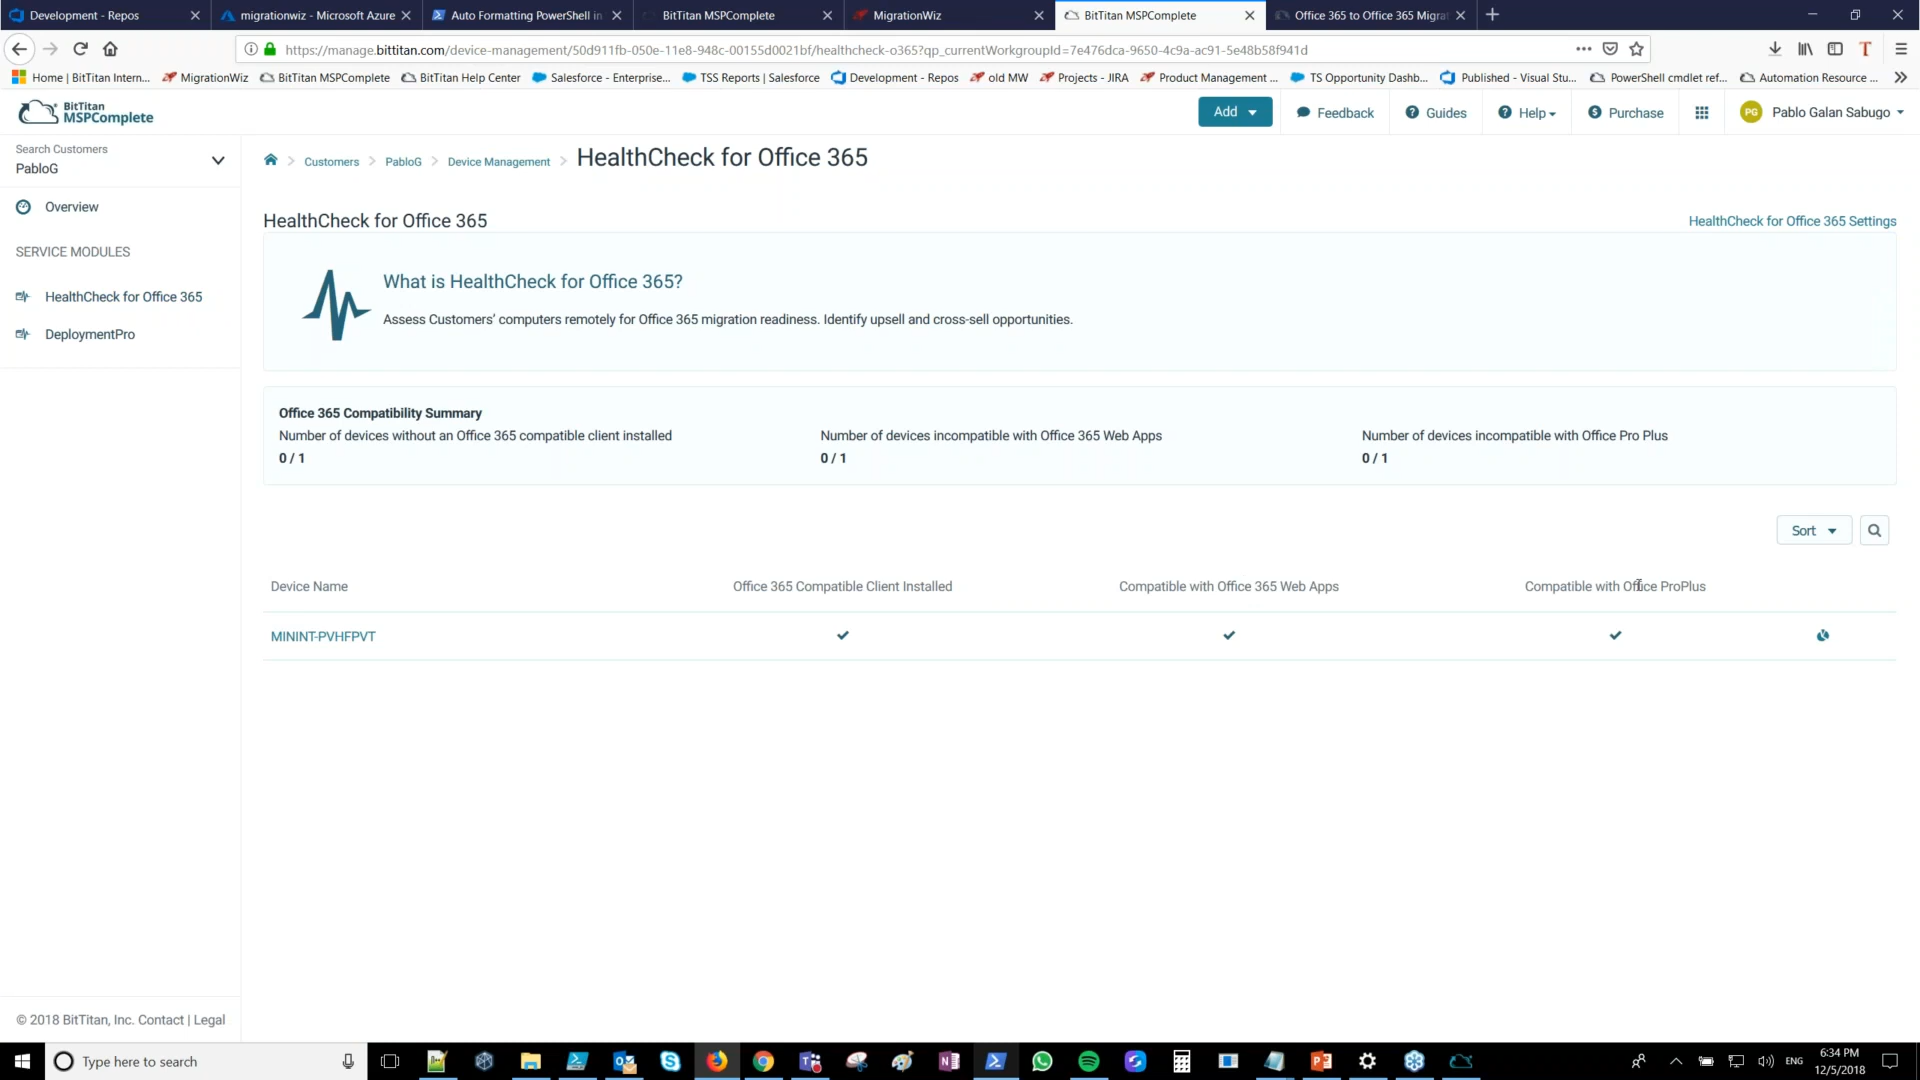 Development - Repos
migrationwiz - Microsoft Azure
Auto Formatting PowerShell in
BitTitan MSPComplete
MigrationWiz
BitTitan MSPComplete
Office 365 to Office 365 Migrat
https://manage.bittitan.com/device-management/50d911fb-050e-11e8-948c-00155d0021bf/healthcheck-o365?qp_currentWorkgroupId=7e476dca-9650-4c9a-ac91-5e48b58f941d
Home | BitTitan Intern...
MigrationWiz
BitTitan MSPComplete
BitTitan Help Center
Salesforce - Enterprise...
TSS Reports | Salesforce
Development - Repos
old MW
Projects - JIRA
Product Management ...
TS Opportunity Dashb...
Published - Visual Stu...
PowerShell cmdlet ref...
Automation Resource ...
BitTitan
MSPComplete
Add
Feedback
Guides
Help
Purchase
PG
Pablo Galan Sabugo
Search Customers
PabloG
Customers > PabloG > Device Management > HealthCheck for Office 365
Overview
SERVICE MODULES
HealthCheck for Office 365
DeploymentPro
HealthCheck for Office 365
HealthCheck for Office 365 Settings
What is HealthCheck for Office 365?
Assess Customers' computers remotely for Office 365 migration readiness. Identify upsell and cross-sell opportunities.
Office 365 Compatibility Summary
Number of devices without an Office 365 compatible client installed
0 / 1
Number of devices incompatible with Office 365 Web Apps
0 / 1
Number of devices incompatible with Office Pro Plus
0 / 1
Sort
Device Name
Office 365 Compatible Client Installed
Compatible with Office 365 Web Apps
Compatible with Office ProPlus
MININT-PVHFPVT
© 2018 BitTitan, Inc. Contact | Legal
Type here to search
ENG
6:34 PM
12/5/2018